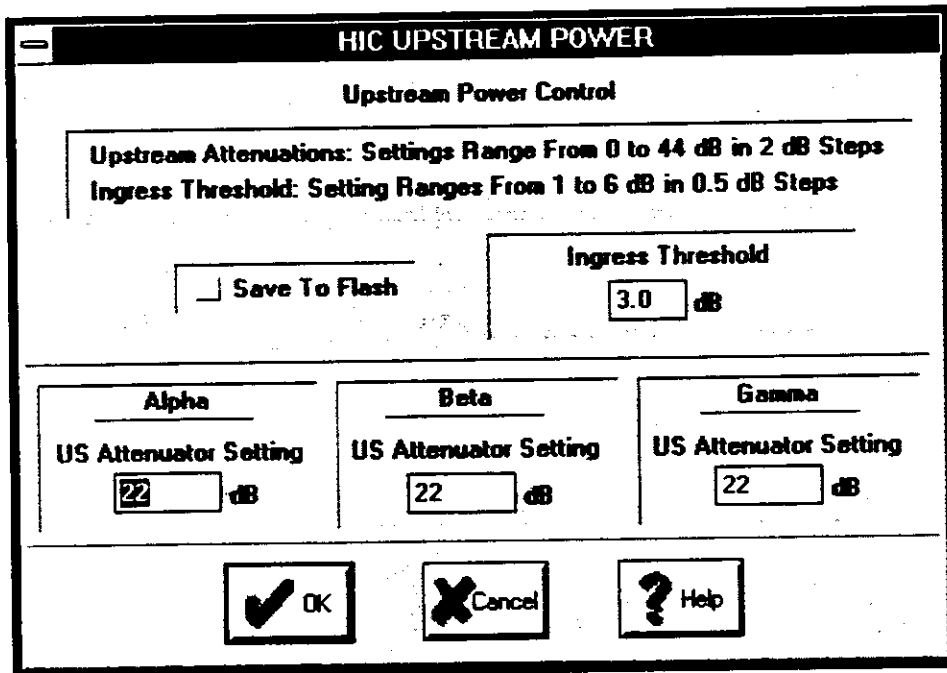 HIC UPSTREAM POWER
Upstream Power Control
Upstream Attenuations: Settings Range From 0 to 44 dB in 2 dB Steps
Ingress Threshold: Setting Ranges From 1 to 6 dB in 0.5 dB Steps
Save To Flash
Ingress Threshold
3.0 dB
Alpha
US Attenuator Setting
22 dB
Beta
US Attenuator Setting
22 dB
Gamma
US Attenuator Setting
22 dB
OK
Cancel
Help